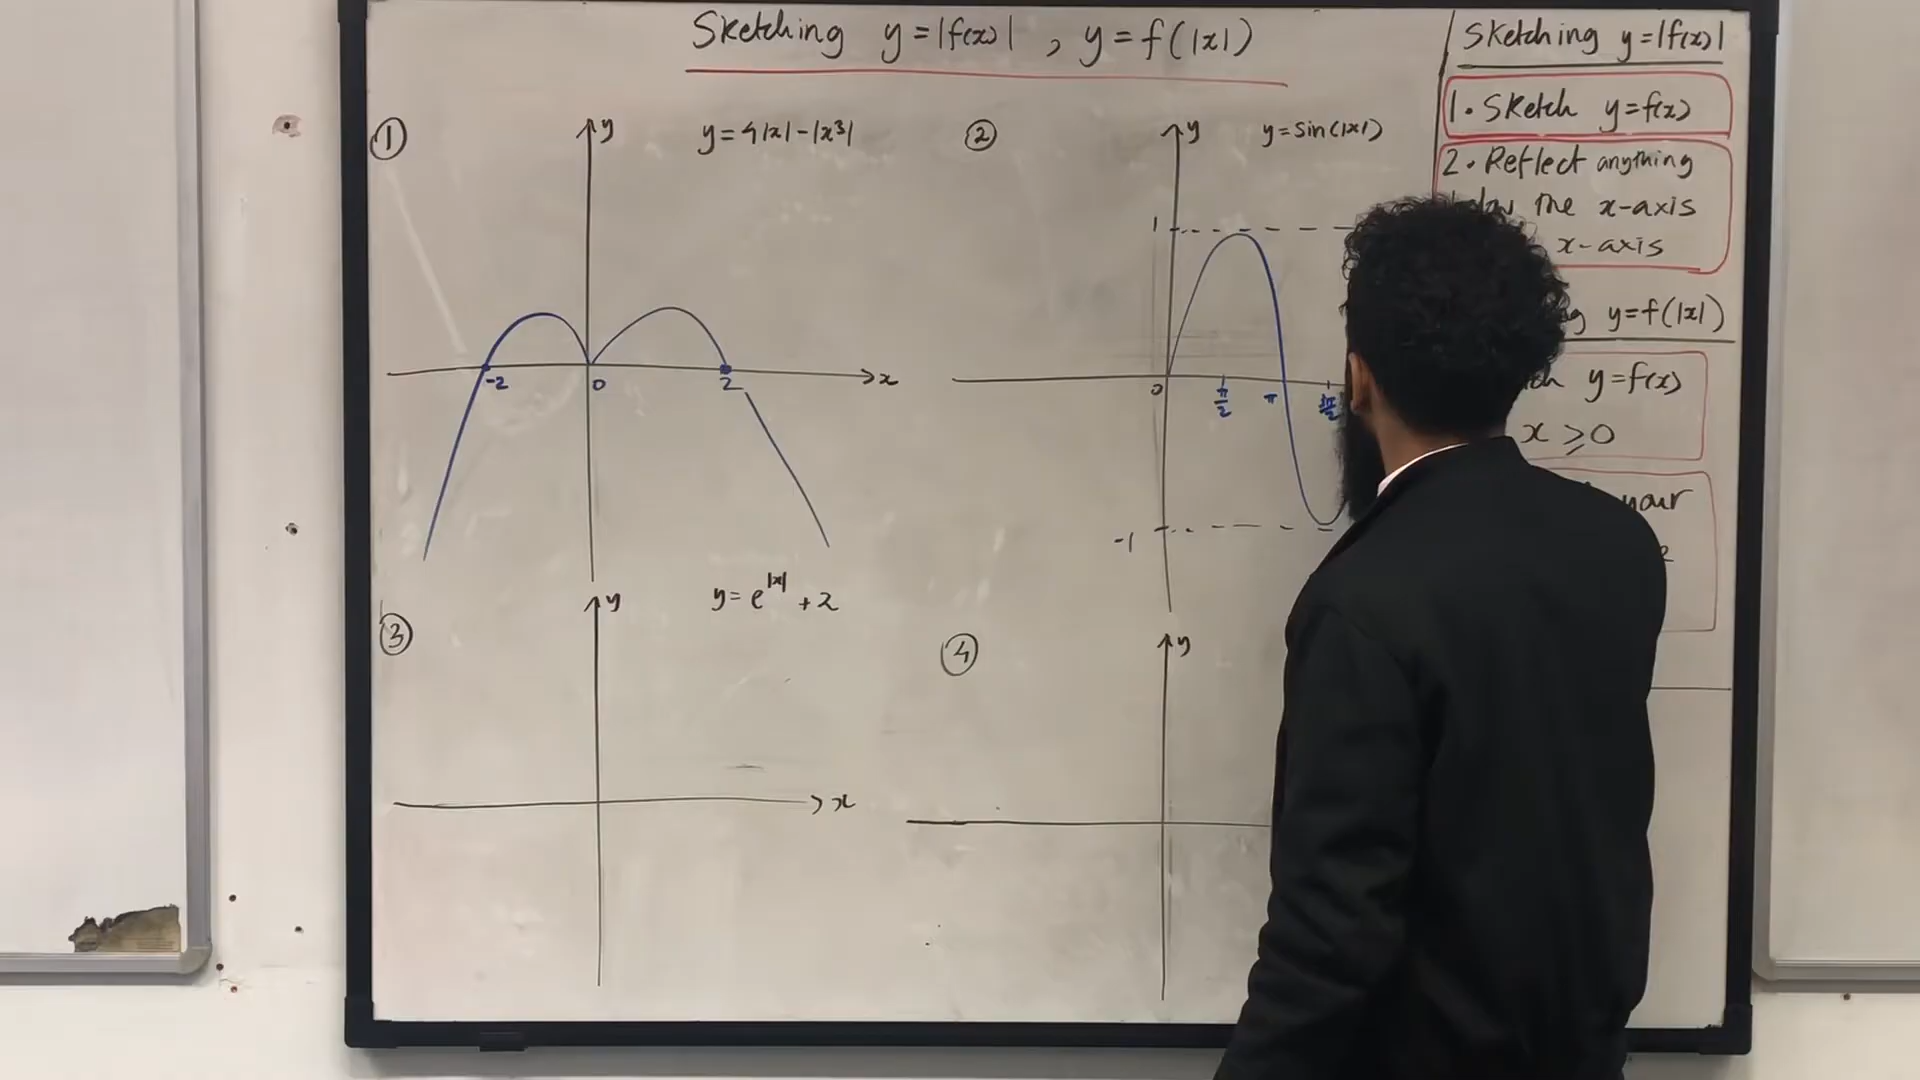 Sketching y=|f(x)| , y=f(|x|)
①
y
y=4|x|-|x³|
-2
0
2
x
②
y
y=sin(|x|)
1
0
π/2
π
3π/2
-1
③
y
y=e^|x| +2
x
④
y
Sketching y=|f(x)|
1. Sketch y=f(x)
2. Reflect anything
the x-axis
x-axis
y=f(|x|)
y=f(x)
x ≥0
your